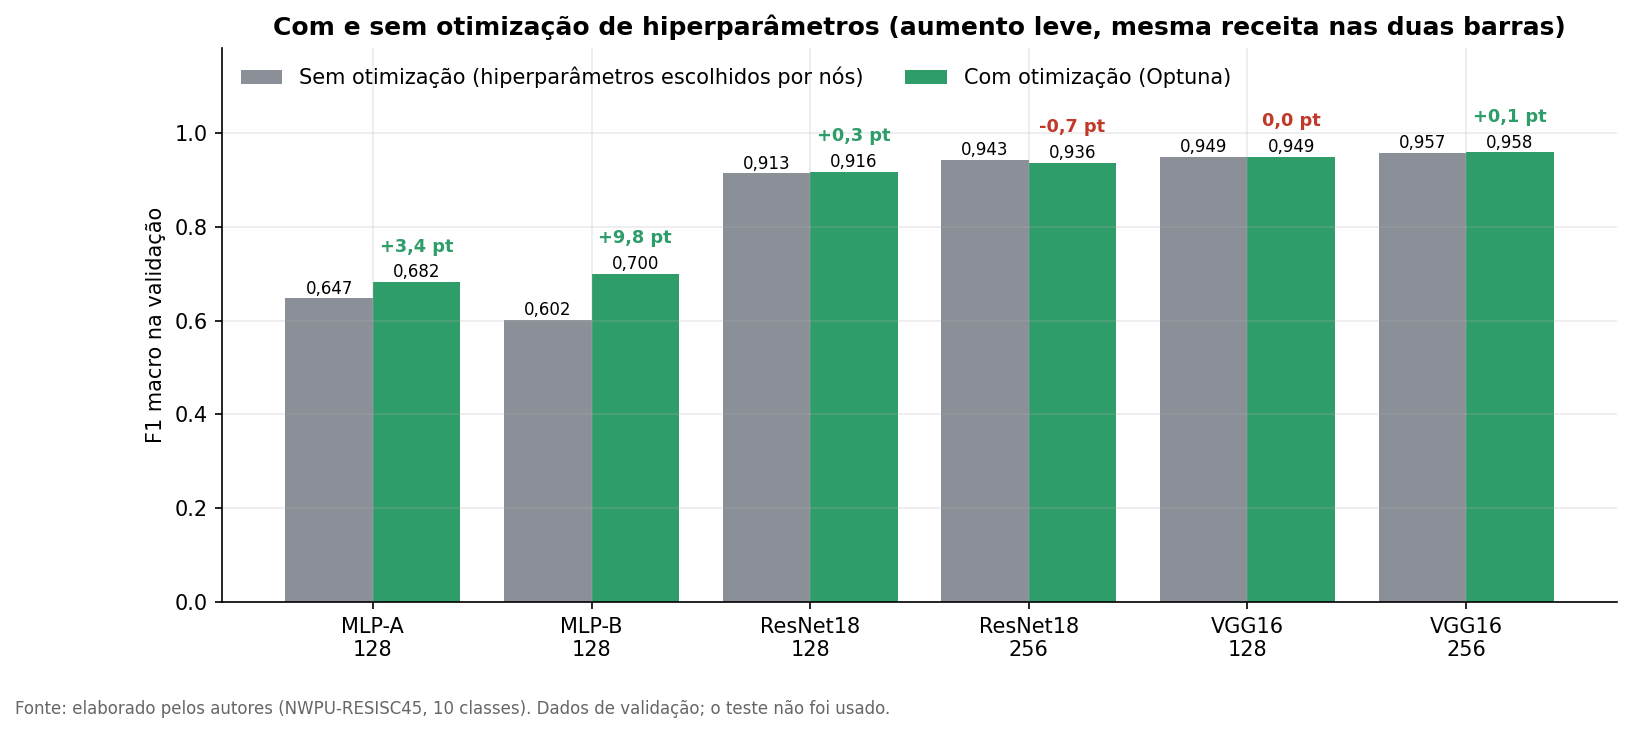 Com e sem otimização de hiperparâmetros (aumento leve, mesma receita nas duas barras)
Sem otimização (hiperparâmetros escolhidos por nós)
Com otimização (Optuna)
F1 macro na validação
1.0
0.8
0.6
0.4
0.2
0.0
0,647
+3,4 pt
0,682
0,602
+9,8 pt
0,700
0,913
+0,3 pt
0,916
0,943
-0,7 pt
0,936
0,949
0,0 pt
0,949
0,957
+0,1 pt
0,958
MLP-A
128
MLP-B
128
ResNet18
128
ResNet18
256
VGG16
128
VGG16
256
Fonte: elaborado pelos autores (NWPU-RESISC45, 10 classes). Dados de validação; o teste não foi usado.